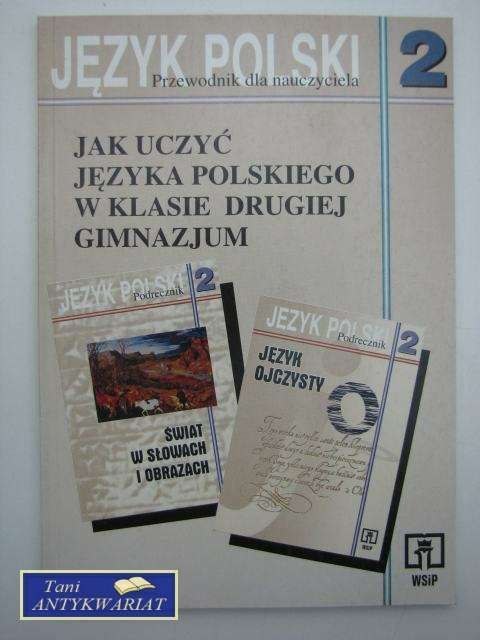 JĘZYK POLSKI 2
Przewodnik dla nauczyciela
JAK UCZYĆ
JĘZYKA POLSKIEGO
W KLASIE DRUGIEJ
GIMNAZJUM
JĘZYK POLSKI 2
Podręcznik
ŚWIAT
W SŁOWACH
I OBRAZACH
JĘZYK POLSKI 2
Podręcznik
JĘZYK
OJCZYSTY
WSiP
WSiP
Tani
ANTYKWARIAT